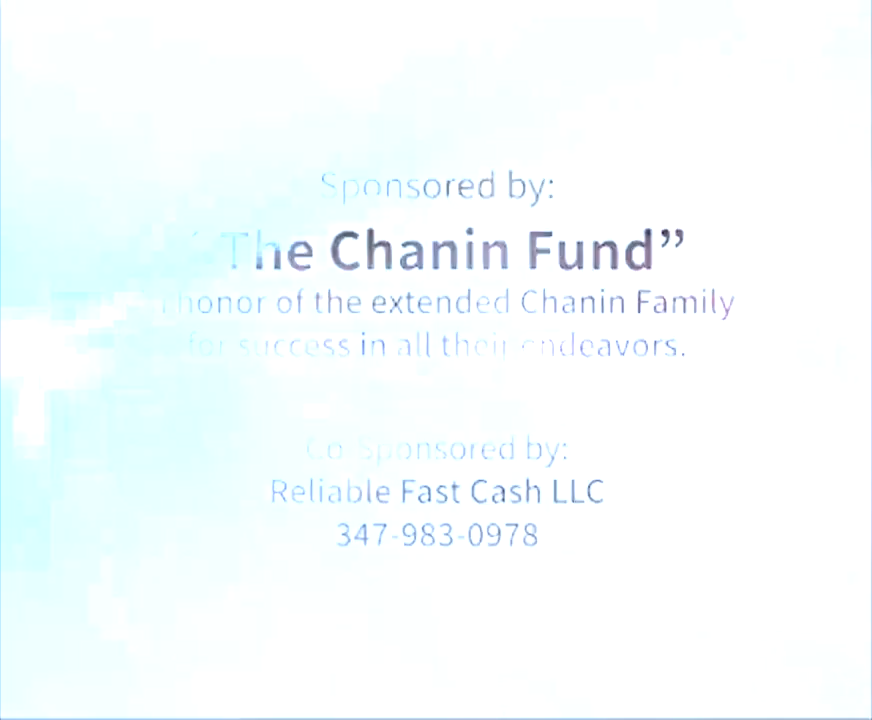 Sponsored by:
“The Chanin Fund”
honor of the extended Chanin Family
for success in all their endeavors.
Co-Sponsored by:
Reliable Fast Cash LLC
347-983-0978